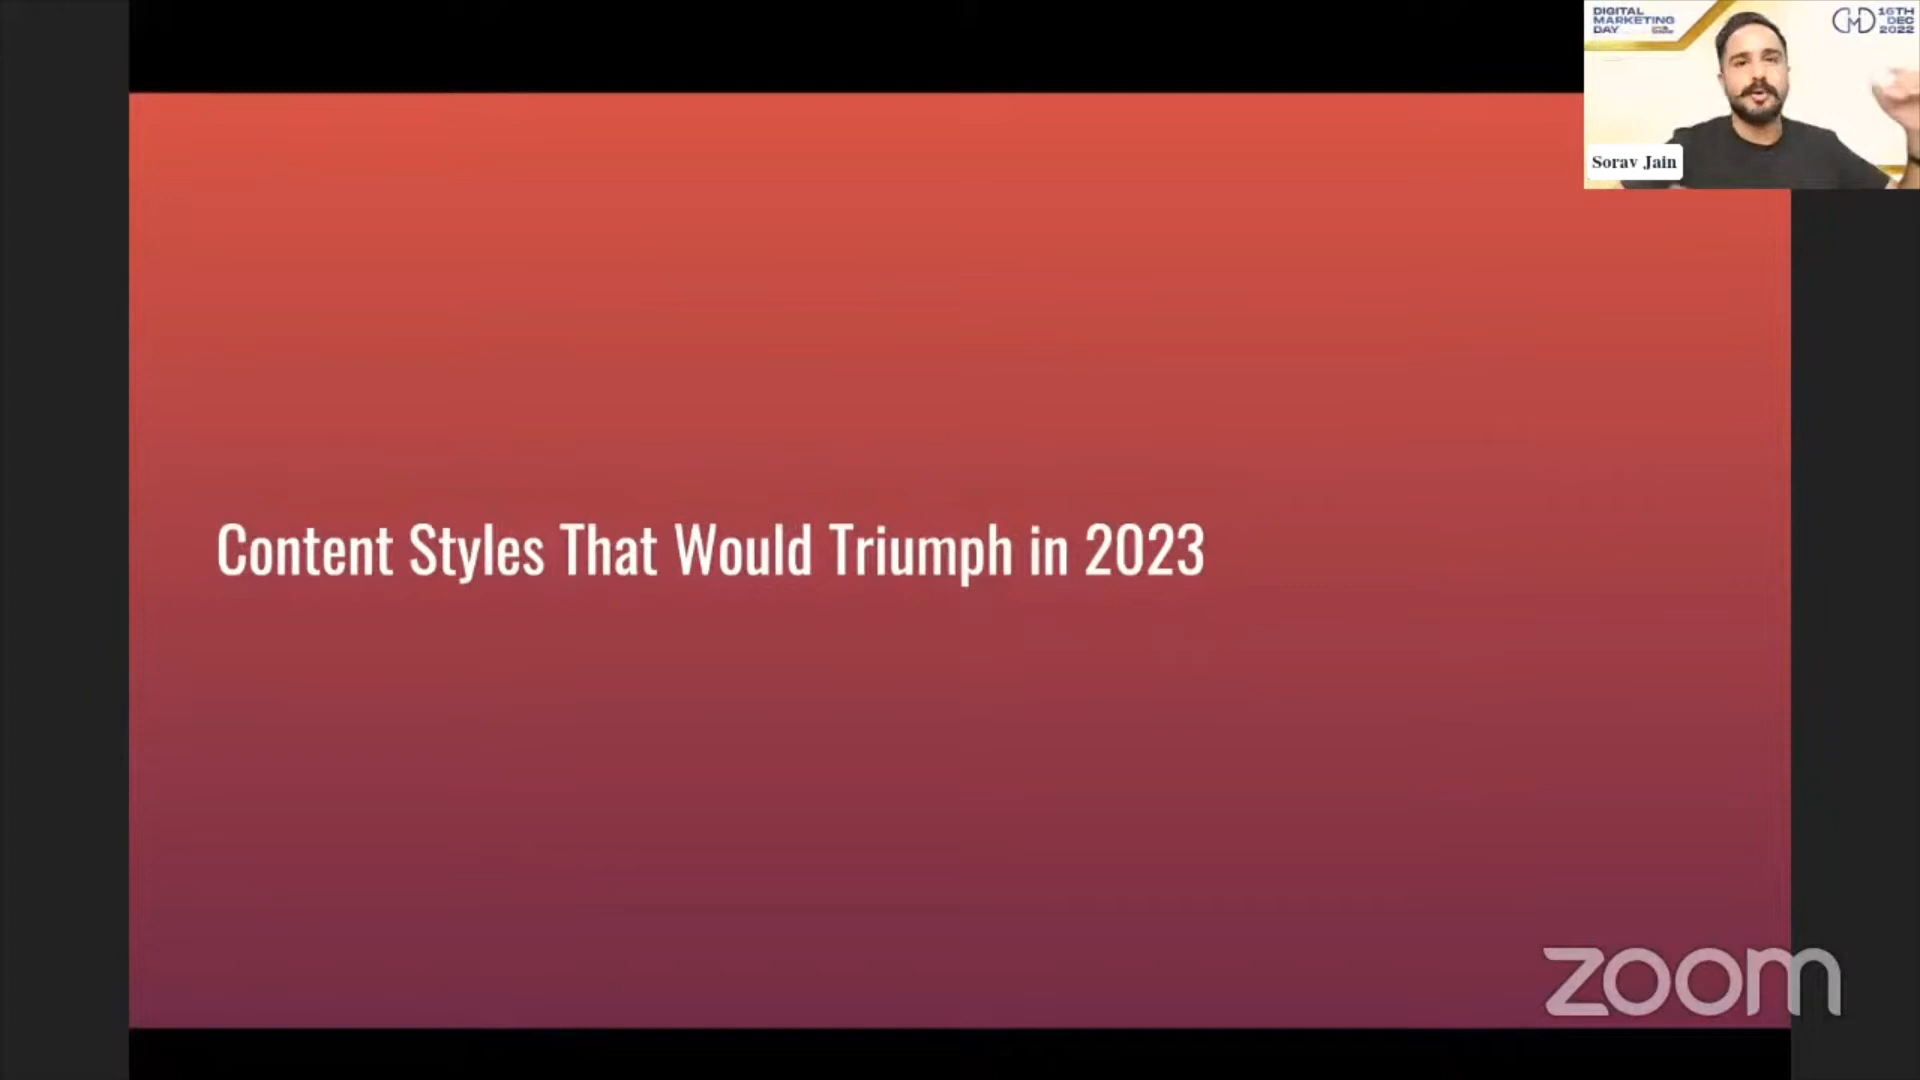 DIGITAL
MARKETING
DAY
16TH
DEC
2022
Sorav Jain
Content Styles That Would Triumph in 2023
zoom